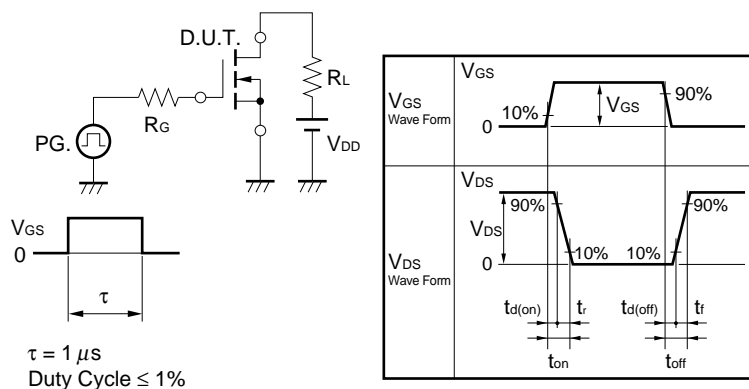 D.U.T.
RL
RG
PG.
VDD
VGS
0
τ
τ = 1 μs
Duty Cycle ≤ 1%
VGS
Wave Form
VGS
10%
VGS
90%
0
VDS
Wave Form
VDS
90%
VDS
90%
10%
10%
0
td(on)
tr
td(off)
tf
ton
toff